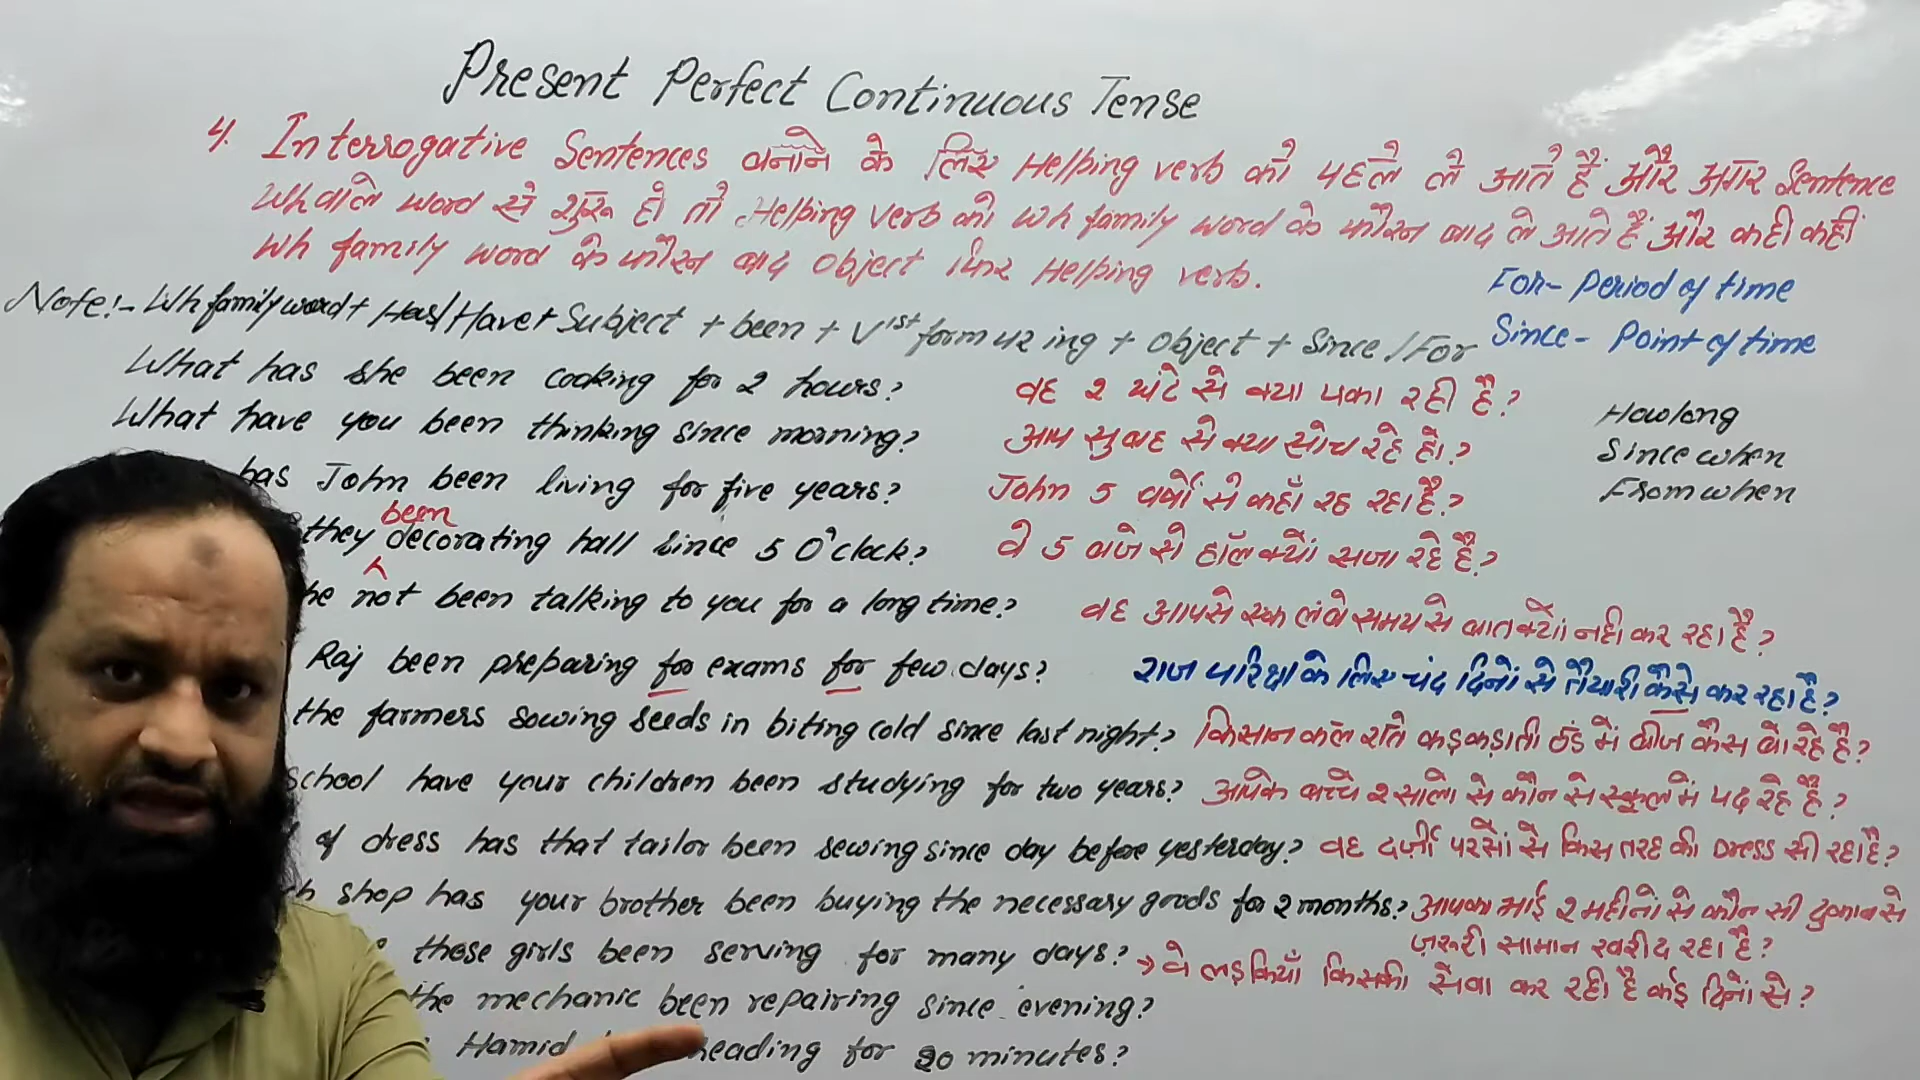 Present Perfect Continuous Tense
4. Interrogative Sentences बनाने के लिए Helping verb को पहले ले आते हैं और अगर Sentence
Wh वाले word से शुरू हो तो Helping verb को wh family word के फौरन बाद ले आते हैं और कहीं कहीं
Wh family word के फौरन बाद object फिर Helping verb.
For- Period of time
Note:- Wh family word + Has/Have + Subject + been + V1st form में ing + Object + Since/For
Since- Point of time
What has she been cooking for 2 hours? वह 2 घंटे से क्या पका रही है?
How long
What have you been thinking since morning? आप सुबह से क्या सोच रहे हो?
Since when
has John been living for five years? John 5 वर्षों से कहाँ रह रहा है?
From when
been
they decorating hall since 5 O'clock? वे 5 बजे से हॉल क्यों सजा रहे हैं?
he not been talking to you for a long time? वह आपसे एक लंबे समय से बात क्यों नहीं कर रहा है?
Raj been preparing for exams for few days? राज परिक्षा के लिए चंद दिनों से तैयारी कैसे कर रहा है?
the farmers sowing seeds in biting cold since last night? किसान कल रात कड़कड़ाती ठंड में बीज कैसे बो रहे हैं?
School have your children been studying for two years? आपके बच्चे 2 सालों से कौन से स्कूल में पढ़ रहे हैं?
of dress has that tailor been sewing since day before yesterday? वह दर्ज़ी परसों से किस तरह की Dress सी रहा है?
shop has your brother been buying the necessary goods for 2 months? आपका भाई 2 महीनों से कौन सी दुकान से
ज़रूरी सामान खरीद रहा है?
those girls been serving for many days? → वे लड़कियाँ किसकी सेवा कर रही है कई दिनों से?
the mechanic been repairing since evening?
Hamid for 20 minutes?